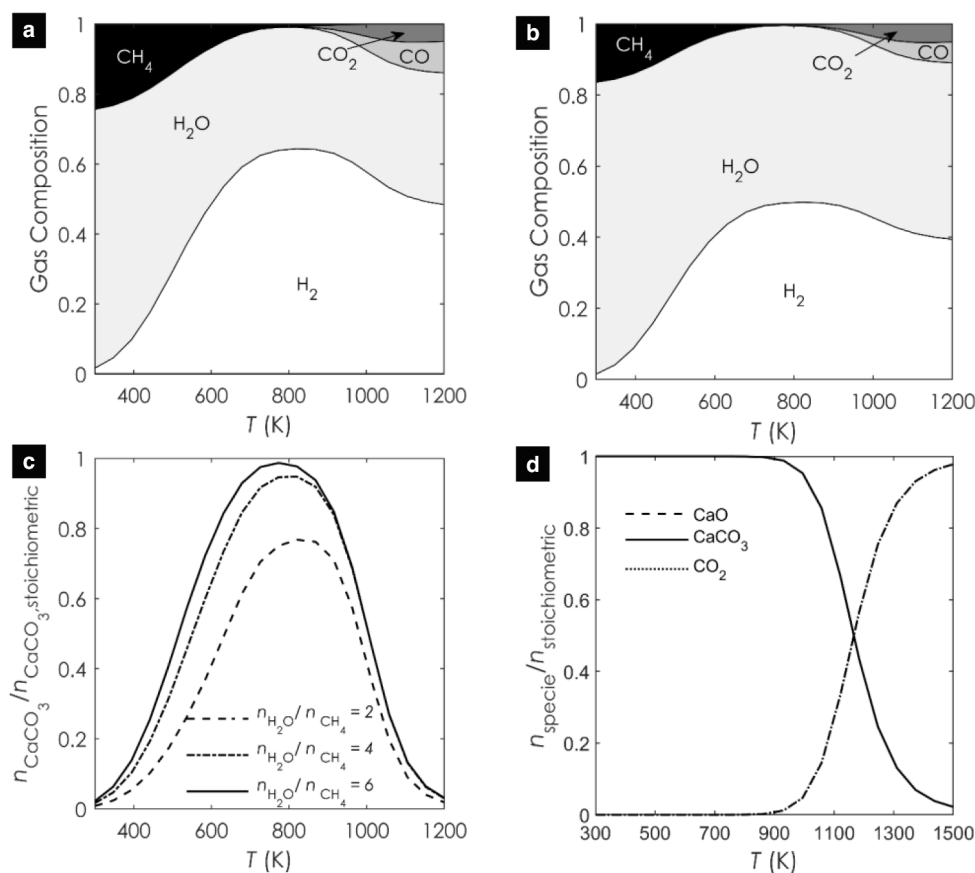 a
1
0.8
0.6
0.4
0.2
0
Gas Composition
CH4
H2O
H2
CO2
CO
400
600
800
1000
1200
T (K)
b
1
0.8
0.6
0.4
0.2
0
Gas Composition
CH4
H2O
H2
CO2
CO
400
600
800
1000
1200
T (K)
c
1
0.8
0.6
0.4
0.2
0
nCaCO3/nCaCO3,stoichiometric
nH2O/ nCH4 = 2
nH2O/ nCH4 = 4
nH2O/ nCH4 = 6
400
600
800
1000
1200
T (K)
d
1
0.8
0.6
0.4
0.2
0
nspecie/nstoichiometric
CaO
CaCO3
CO2
300
500
700
900
1100
1300
1500
T (K)